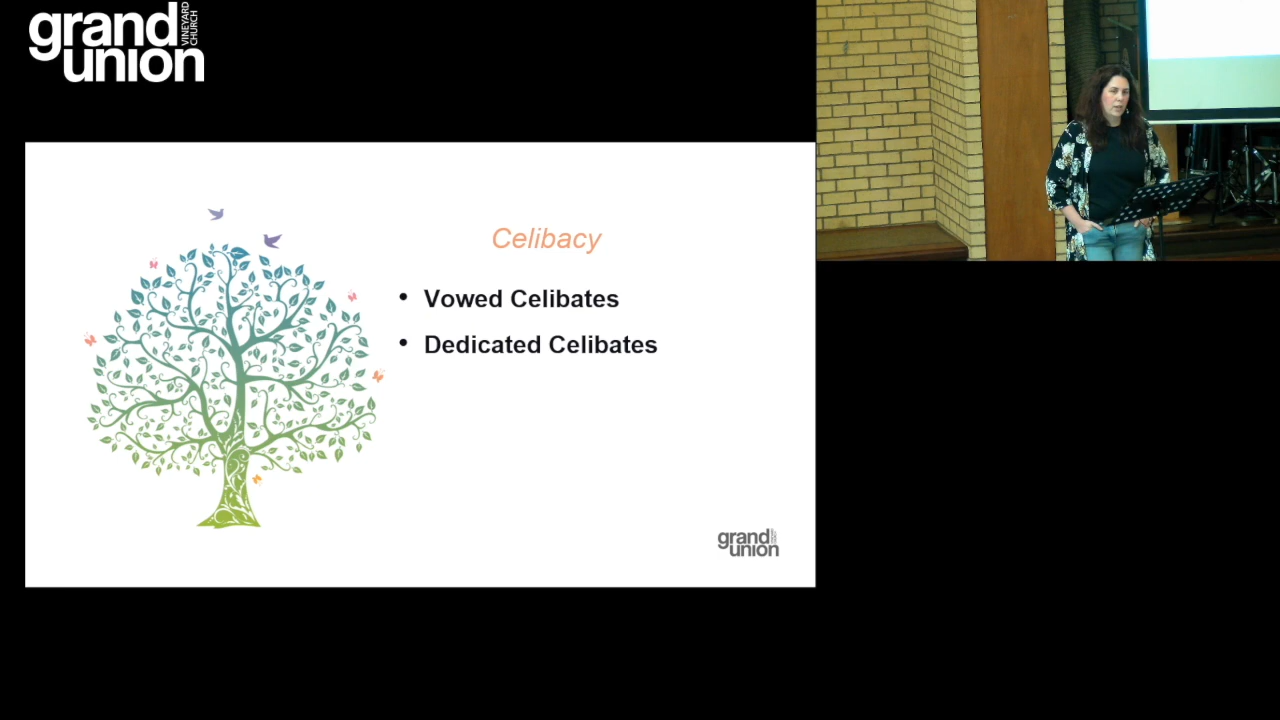 grand
union
VINEYARD
CHURCH
Celibacy
• Vowed Celibates
• Dedicated Celibates
grand
union